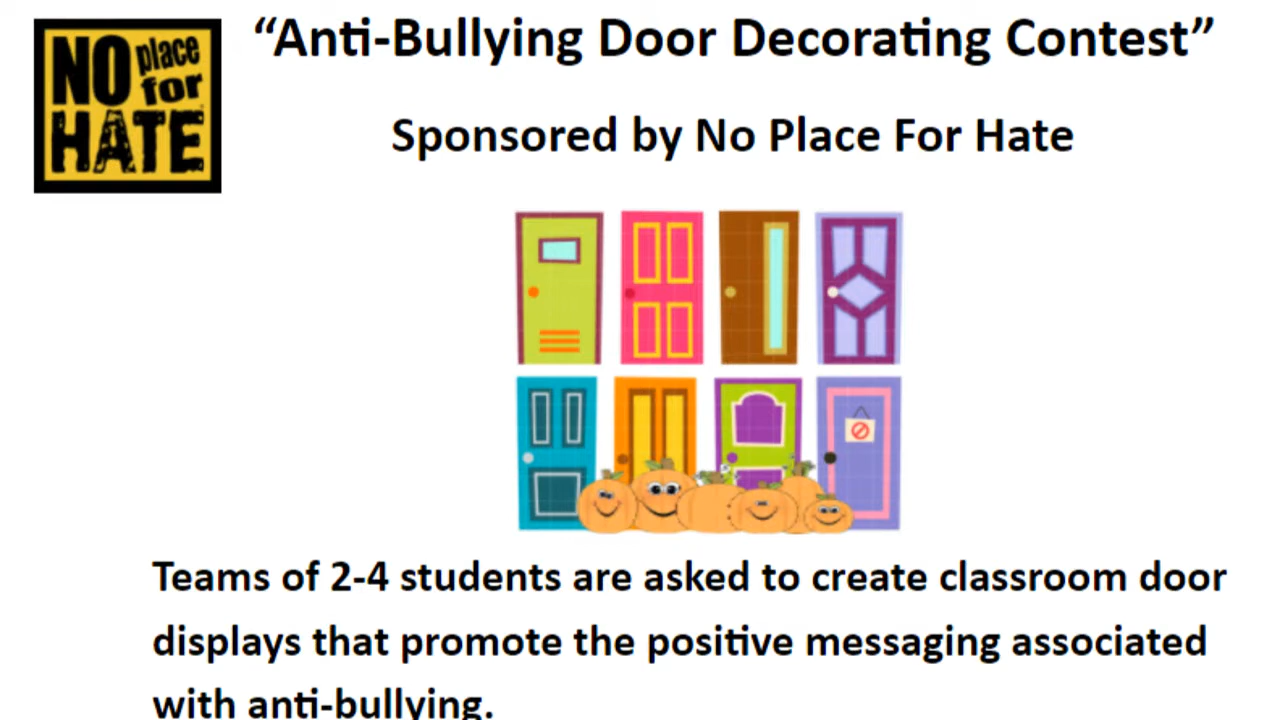 NO place
for
HATE
“Anti-Bullying Door Decorating Contest”
Sponsored by No Place For Hate
Teams of 2-4 students are asked to create classroom door
displays that promote the positive messaging associated
with anti-bullying.